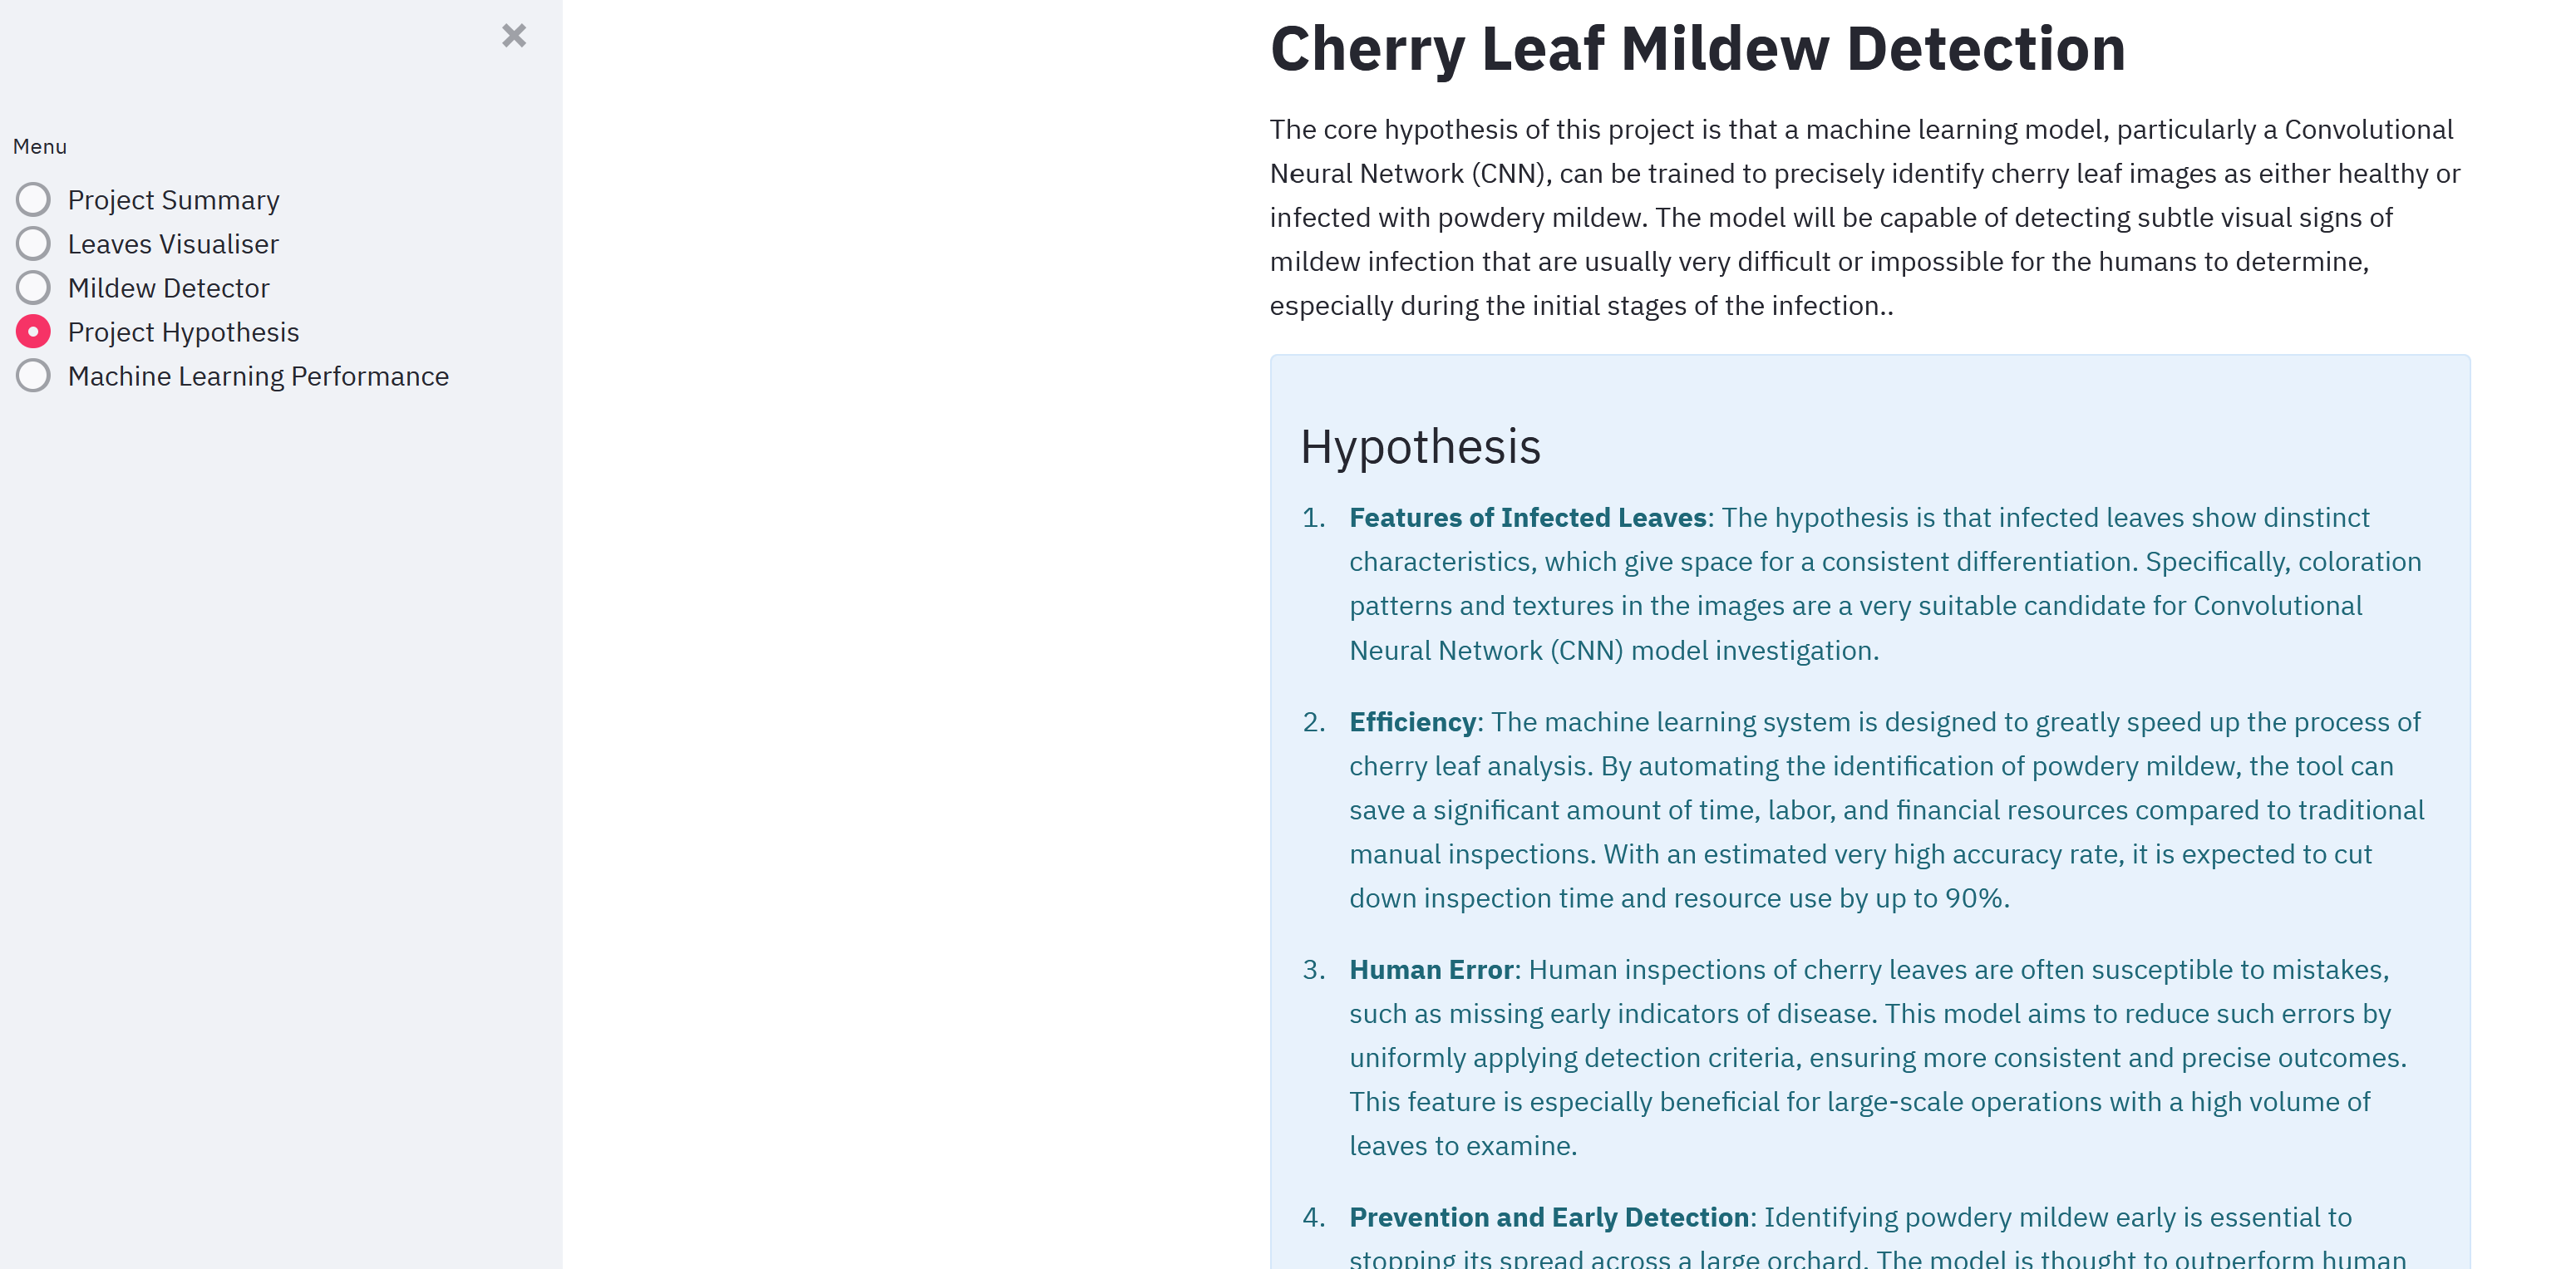 Menu
Project Summary
Leaves Visualiser
Mildew Detector
Project Hypothesis
Machine Learning Performance
Cherry Leaf Mildew Detection
The core hypothesis of this project is that a machine learning model, particularly a Convolutional
Neural Network (CNN), can be trained to precisely identify cherry leaf images as either healthy or
infected with powdery mildew. The model will be capable of detecting subtle visual signs of
mildew infection that are usually very difficult or impossible for the humans to determine,
especially during the initial stages of the infection..
Hypothesis
1. Features of Infected Leaves: The hypothesis is that infected leaves show dinstinct
characteristics, which give space for a consistent differentiation. Specifically, coloration
patterns and textures in the images are a very suitable candidate for Convolutional
Neural Network (CNN) model investigation.
2. Efficiency: The machine learning system is designed to greatly speed up the process of
cherry leaf analysis. By automating the identification of powdery mildew, the tool can
save a significant amount of time, labor, and financial resources compared to traditional
manual inspections. With an estimated very high accuracy rate, it is expected to cut
down inspection time and resource use by up to 90%.
3. Human Error: Human inspections of cherry leaves are often susceptible to mistakes,
such as missing early indicators of disease. This model aims to reduce such errors by
uniformly applying detection criteria, ensuring more consistent and precise outcomes.
This feature is especially beneficial for large-scale operations with a high volume of
leaves to examine.
4. Prevention and Early Detection: Identifying powdery mildew early is essential to
stopping its spread across a large orchard. The model is thought to outperform human